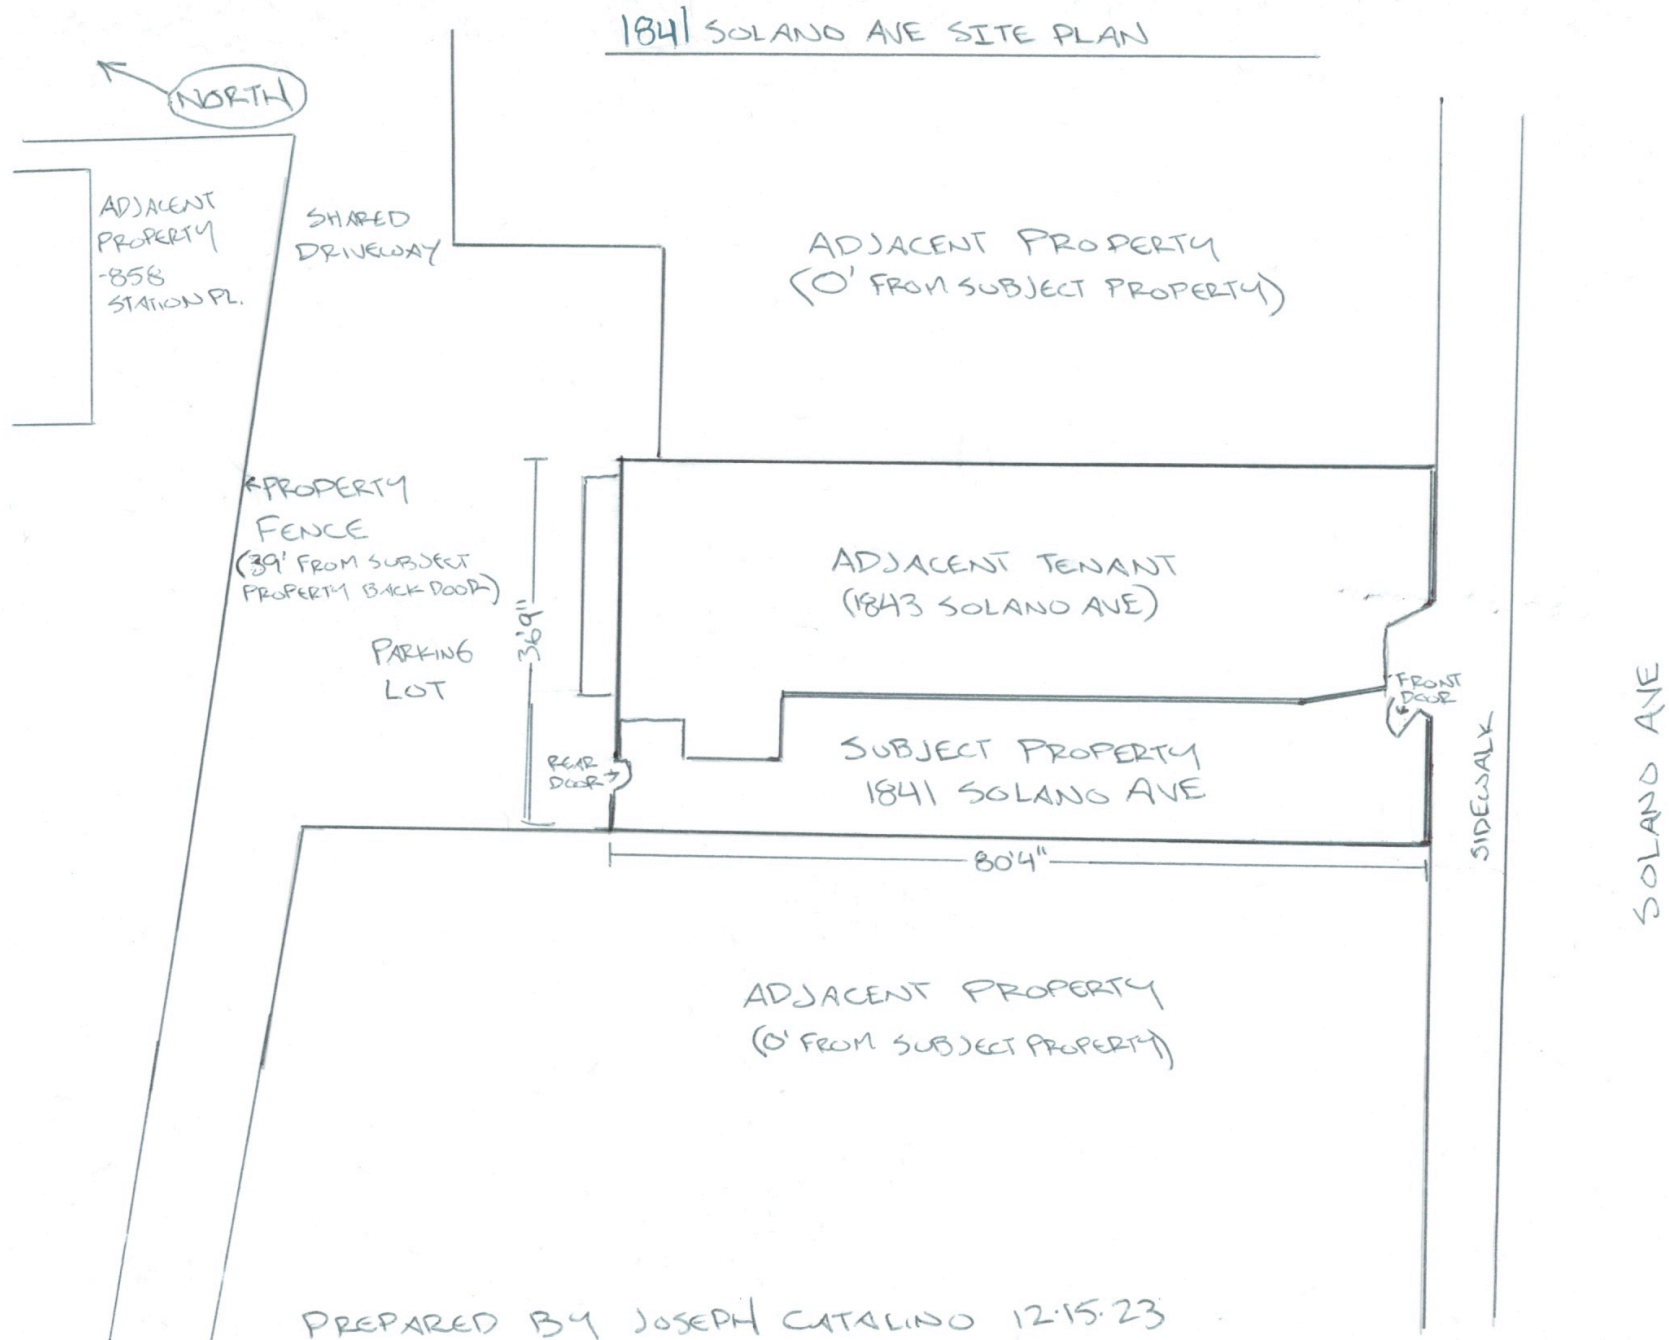 1841 SOLANO AVE SITE PLAN
NORTH
ADJACENT
PROPERTY
-858
STATION PL.
SHARED
DRIVEWAY
ADJACENT PROPERTY
(0' FROM SUBJECT PROPERTY)
PROPERTY
FENCE
(39' FROM SUBJECT
PROPERTY BACK DOOR)
PARKING
LOT
36'9"
ADJACENT TENANT
(1843 SOLANO AVE)
FRONT
DOOR
REAR
DOOR
SUBJECT PROPERTY
1841 SOLANO AVE
80'4"
SIDEWALK
SOLANO AVE
ADJACENT PROPERTY
(0' FROM SUBJECT PROPERTY)
PREPARED BY JOSEPH CATALINO 12.15.23